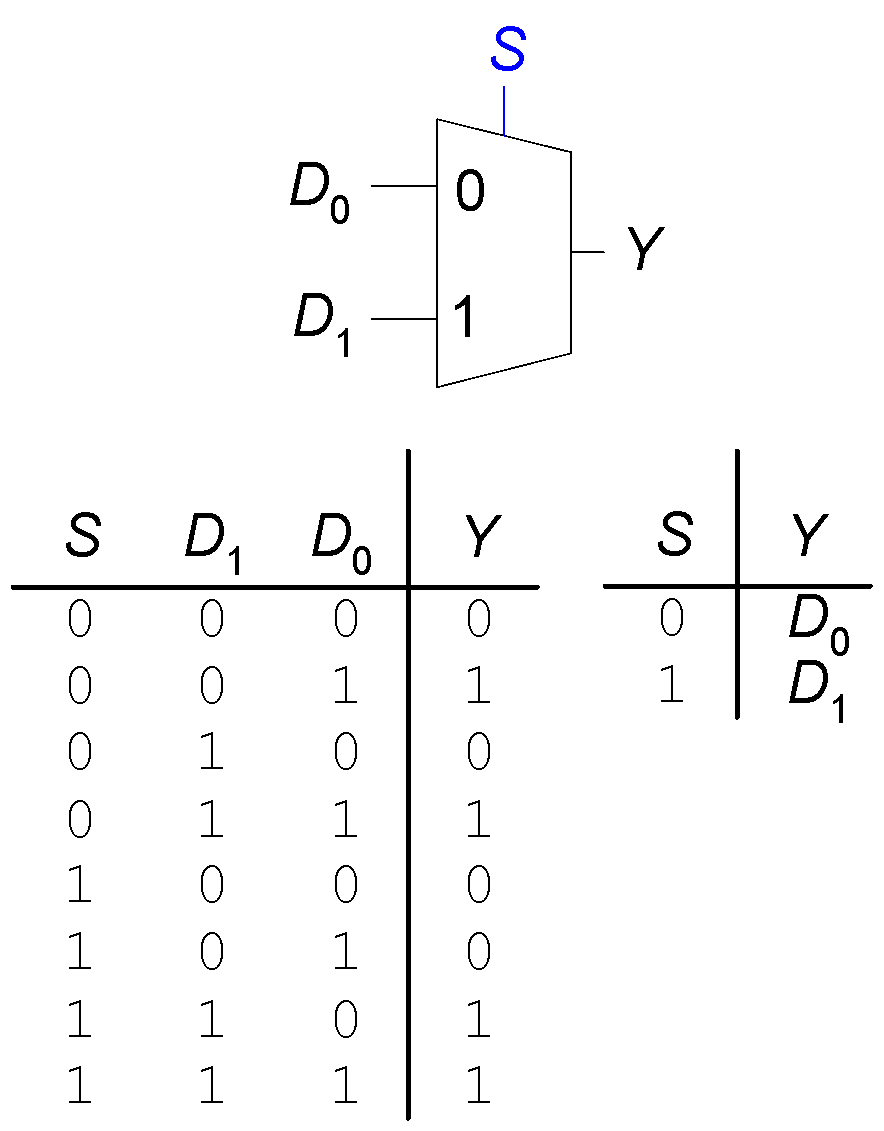 S
D0 0
Y
D1 1
S D1 D0 Y
0 0 0 0
0 0 1 1
0 1 0 0
0 1 1 1
1 0 0 0
1 0 1 0
1 1 0 1
1 1 1 1
S Y
0 D0
1 D1